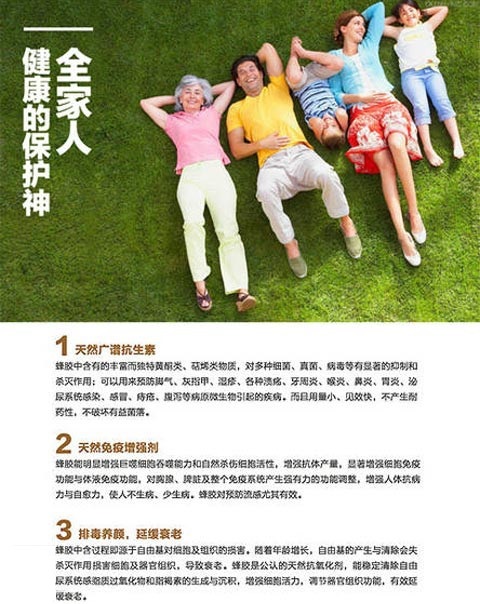 全家人
健康的保护神
1 天然广谱抗生素
蜂胶中含有的丰富而独特黄酮类、萜烯类物质，对多种细菌、真菌、病毒等有显著的抑制和
杀灭作用；可以用来预防脚气、灰指甲、湿疹、各种溃疡、牙周炎、喉炎、鼻炎、胃炎、泌
尿系统感染、感冒、痔疮、腹泻等病原微生物引起的疾病。而且用量小、见效快，不产生耐
药性，不破坏有益菌落。
2 天然免疫增强剂
蜂胶能明显增强巨噬细胞吞噬能力和自然杀伤细胞活性，增强抗体产量，显著增强细胞免疫
功能与体液免疫功能，对胸腺、脾脏及整个免疫系统产生强有力的功能调整，增强人体抗病
力与自愈力，使人不生病、少生病。蜂胶对预防流感尤其有效。
3 排毒养颜，延缓衰老
蜂胶中含过程即源于自由基对细胞及组织的损害。随着年龄增长，自由基的产生与清除会失
杀灭作用损害细胞及器官组织，导致衰老。蜂胶是公认的天然抗氧化剂，能稳定清除自由
尿系统感脂质过氧化物和脂褐素的生成与沉积，增强细胞活力，调节器官组织功能，有效延
缓衰老。